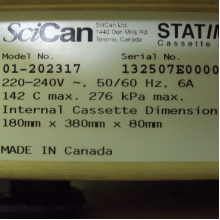 SciCan
SciCan Ltd.
1440 Don Mills Rd
Toronto, Canada
STATIM
Cassette
Model No. Serial No.
01-202317 132507E0000
220-240V ~, 50/60 Hz, 6A
142 C max. 276 kPa max.
Internal Cassette Dimension
180mm x 380mm x 80mm
MADE IN Canada